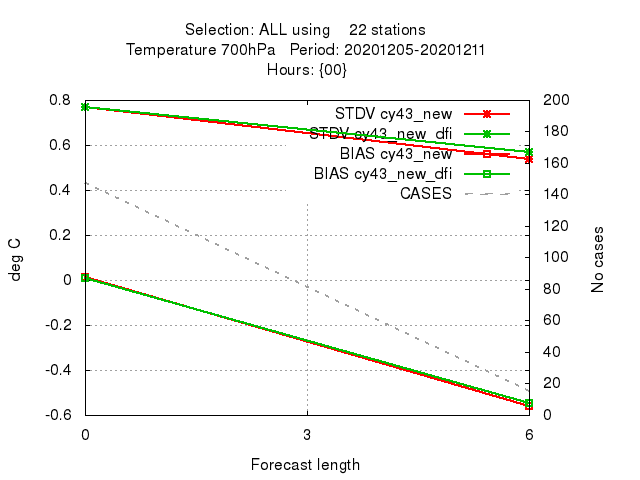 Selection: ALL using 22 stations
Temperature 700hPa Period: 20201205-20201211
Hours: {00}
0.8
0.6
0.4
0.2
0
-0.2
-0.4
-0.6
deg C
STDV cy43_new
STDV cy43_new_dfi
BIAS cy43_new
BIAS cy43_new_dfi
CASES
200
180
160
140
120
100
80
60
40
20
0
No cases
0
3
6
Forecast length